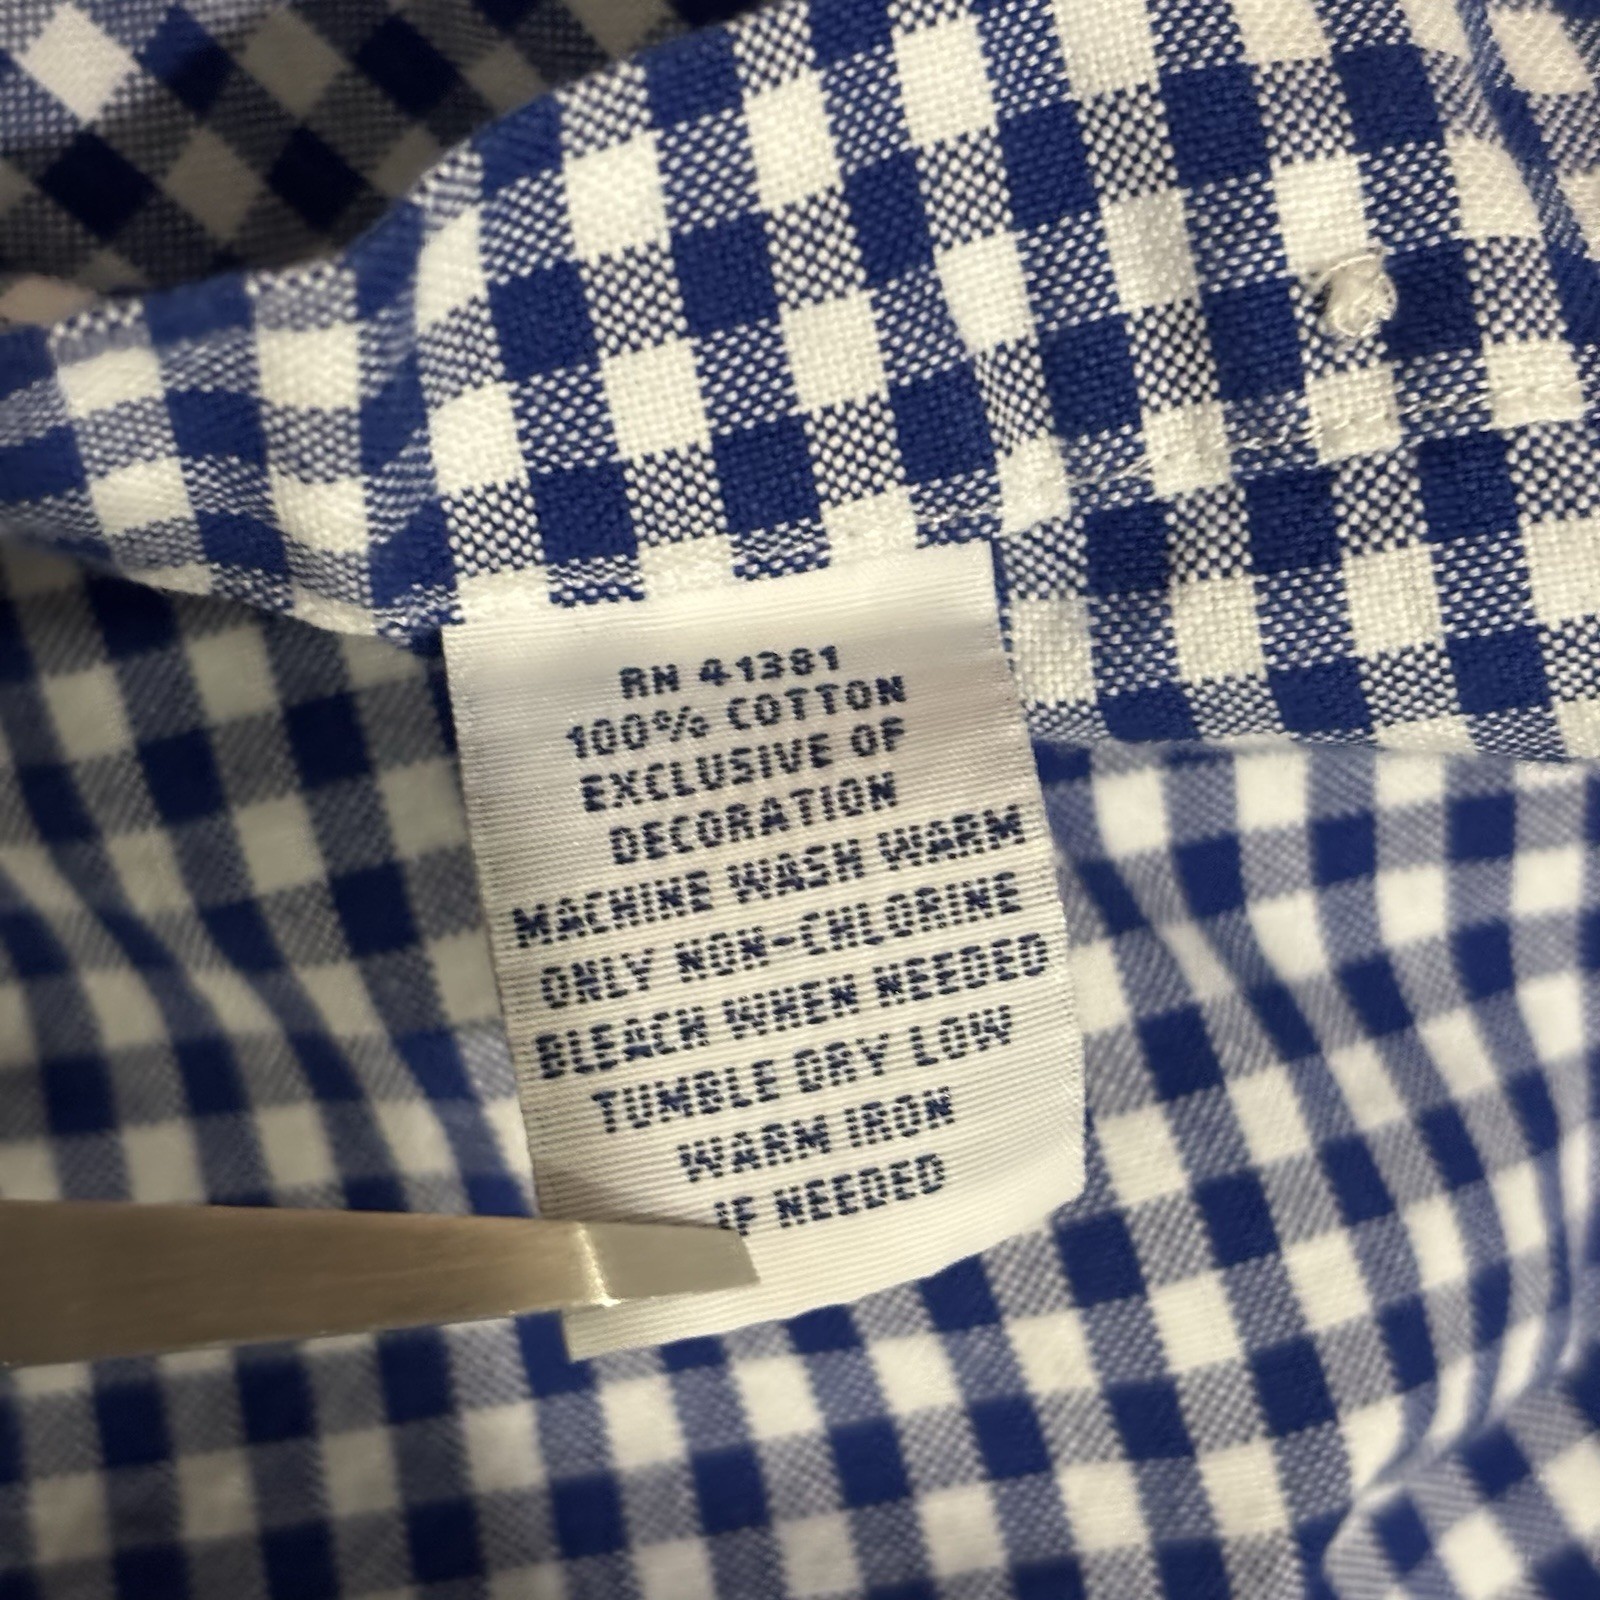 RN 41381
100% COTTON
EXCLUSIVE OF
DECORATION
MACHINE WASH WARM
ONLY NON-CHLORINE
BLEACH WHEN NEEDED
TUMBLE DRY LOW
WARM IRON
IF NEEDED